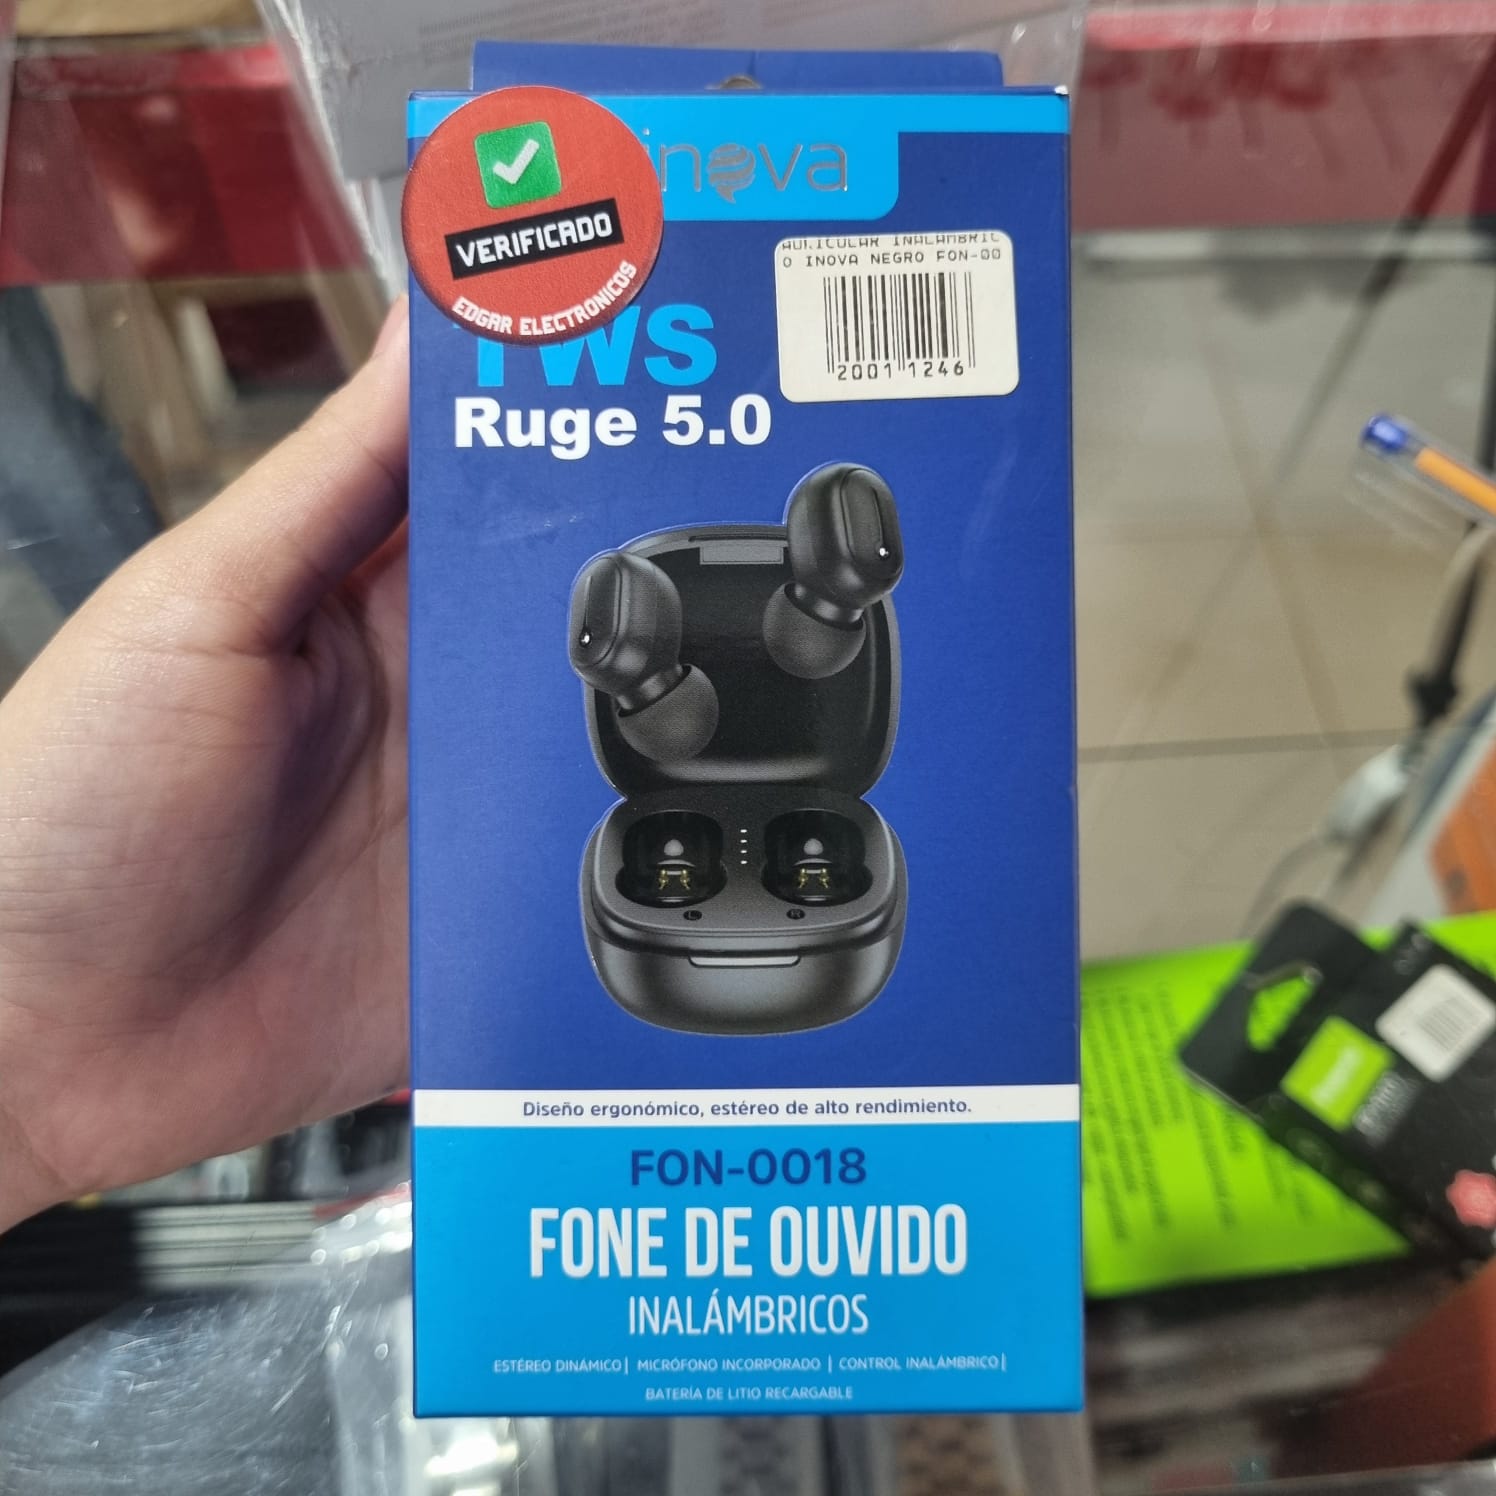 inova
VERIFICADO
EDGAR ELECTRONICOS
AURICULAR INALAMBRIC
O INOVA NEGRO FON-00
2001 1246
TWS
Ruge 5.0
L R
Diseño ergonómico, estéreo de alto rendimiento.
FON-0018
FONE DE OUVIDO
INALÁMBRICOS
ESTÉREO DINÁMICO | MICRÓFONO INCORPORADO | CONTROL INALÁMBRICO |
BATERÍA DE LITIO RECARGABLE